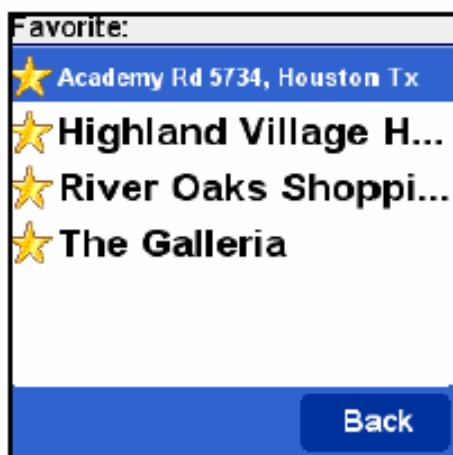 Favorite:
Academy Rd 5734, Houston Tx
Highland Village H...
River Oaks Shoppi...
The Galleria
Back